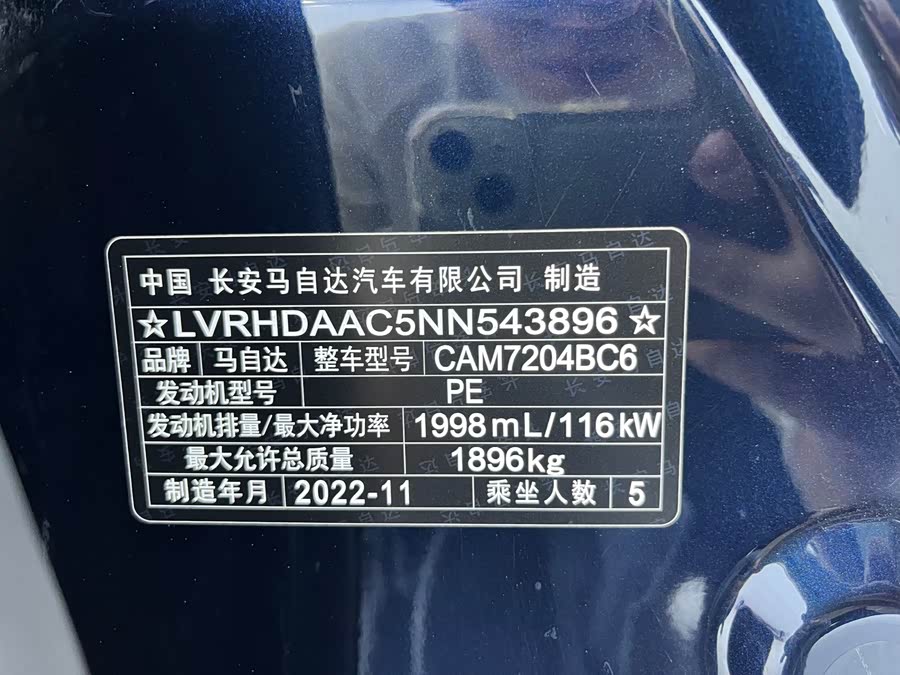 中国 长安马自达汽车有限公司 制造
☆LVRHDAAC5NN543896☆
品牌 马自达 整车型号 CAM7204BC6
发动机型号 PE
发动机排量/最大净功率 1998mL/116kW
最大允许总质量 1896kg
制造年月 2022-11 乘坐人数 5